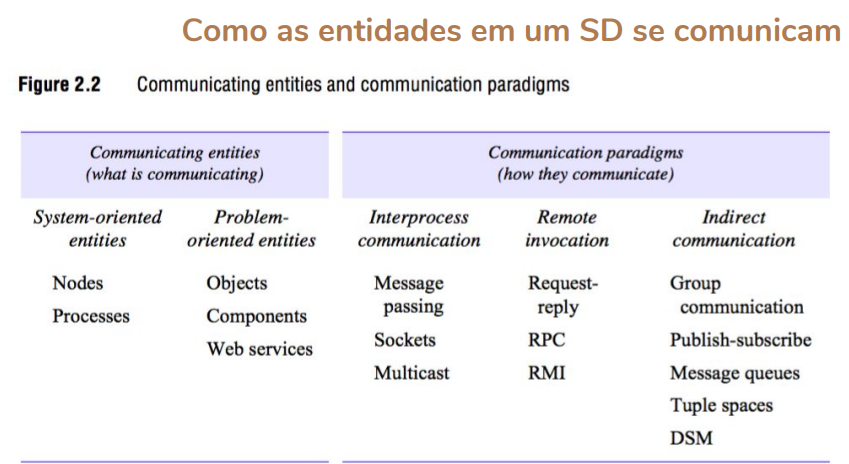 Como as entidades em um SD se comunicam
Figure 2.2 Communicating entities and communication paradigms
Communicating entities
(what is communicating)
Communication paradigms
(how they communicate)
System-oriented
entities
Problem-
oriented entities
Interprocess
communication
Remote
invocation
Indirect
communication
Nodes
Processes
Objects
Components
Web services
Message
passing
Sockets
Multicast
Request-
reply
RPC
RMI
Group
communication
Publish-subscribe
Message queues
Tuple spaces
DSM